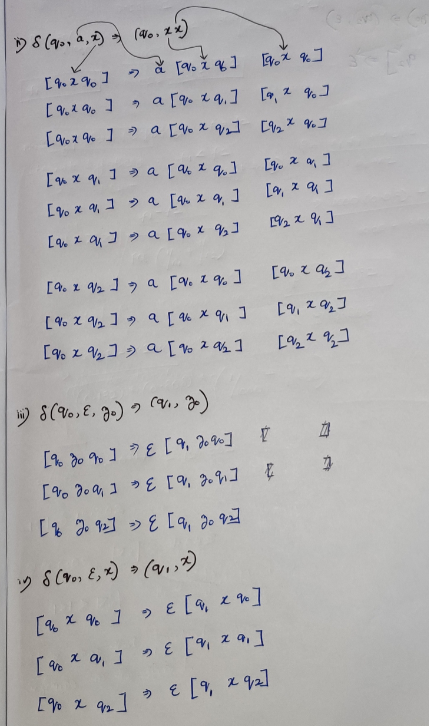 ii) δ(q₀, a, x) ⇒ (q₀, xx)
[q₀ x q₀] ⇒ a [q₀ x q₀] [q₀ x q₀]
[q₀ x q₀] ⇒ a [q₀ x q₁] [q₁ x q₀]
[q₀ x q₀] ⇒ a [q₀ x q₂] [q₂ x q₀]
[q₀ x q₁] ⇒ a [q₀ x q₀] [q₀ x q₁]
[q₀ x q₁] ⇒ a [q₀ x q₁] [q₁ x q₁]
[q₀ x q₁] ⇒ a [q₀ x q₂] [q₂ x q₁]
[q₀ x q₂] ⇒ a [q₀ x q₀] [q₀ x q₂]
[q₀ x q₂] ⇒ a [q₀ x q₁] [q₁ x q₂]
[q₀ x q₂] ⇒ a [q₀ x q₂] [q₂ x q₂]
iii) δ(q₀, ε, z₀) ⇒ (q₁, z₀)
[q₀ z₀ q₀] ⇒ ε [q₁ z₀ q₀]
[q₀ z₀ q₁] ⇒ ε [q₁ z₀ q₁]
[q₀ z₀ q₂] ⇒ ε [q₁ z₀ q₂]
iv) δ(q₀, ε, x) ⇒ (q₁, x)
[q₀ x q₀] ⇒ ε [q₁ x q₀]
[q₀ x q₁] ⇒ ε [q₁ x q₁]
[q₀ x q₂] ⇒ ε [q₁ x q₂]